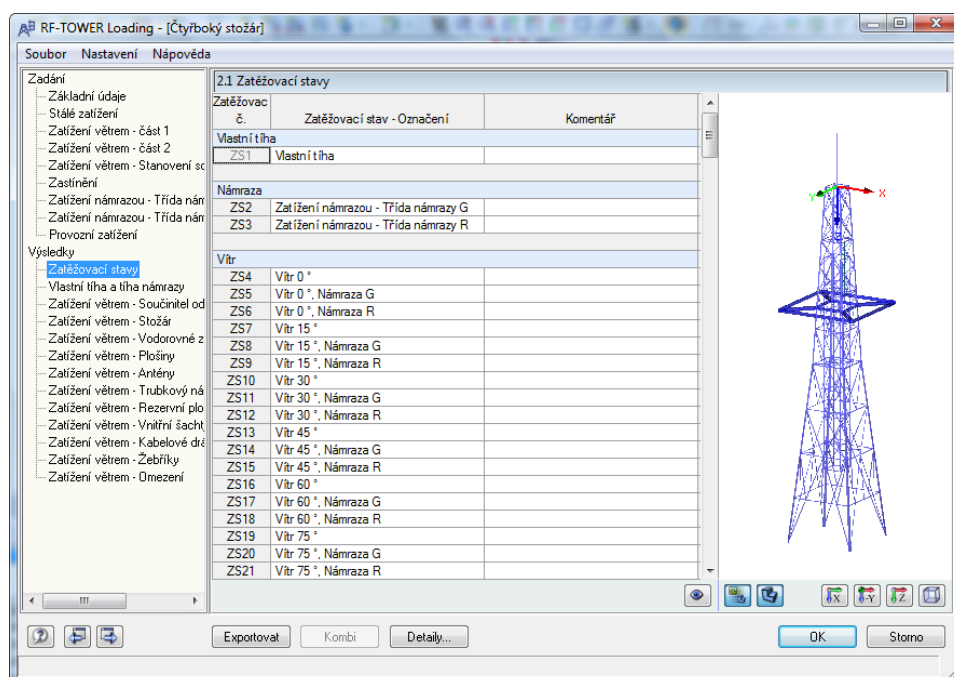 RF-TOWER Loading - [Čtyřboký stožár]
Soubor Nastavení Nápověda
Zadání
Základní údaje
Stálé zatížení
Zatížení větrem - část 1
Zatížení větrem - část 2
Zatížení větrem - Stanovení sc
Zastínění
Zatížení námrazou - Třída nám
Zatížení námrazou - Třída nám
Provozní zatížení
Výsledky
Zatěžovací stavy
Vlastní tíha a tíha námrazy
Zatížení větrem - Součinitel od
Zatížení větrem - Stožár
Zatížení větrem - Vodorovné z
Zatížení větrem - Plošiny
Zatížení větrem - Antény
Zatížení větrem - Trubkový ná
Zatížení větrem - Rezervní plo
Zatížení větrem - Vnitřní šacht
Zatížení větrem - Kabelové drá
Zatížení větrem - Žebříky
Zatížení větrem - Omezení
2.1 Zatěžovací stavy
Zatěžovac
č. Zatěžovací stav - Označení Komentář
Vlastní tíha
ZS1 Vlastní tíha
Námraza
ZS2 Zatížení námrazou - Třída námrazy G
ZS3 Zatížení námrazou - Třída námrazy R
Vítr
ZS4 Vítr 0 °
ZS5 Vítr 0 °, Námraza G
ZS6 Vítr 0 °, Námraza R
ZS7 Vítr 15 °
ZS8 Vítr 15 °, Námraza G
ZS9 Vítr 15 °, Námraza R
ZS10 Vítr 30 °
ZS11 Vítr 30 °, Námraza G
ZS12 Vítr 30 °, Námraza R
ZS13 Vítr 45 °
ZS14 Vítr 45 °, Námraza G
ZS15 Vítr 45 °, Námraza R
ZS16 Vítr 60 °
ZS17 Vítr 60 °, Námraza G
ZS18 Vítr 60 °, Námraza R
ZS19 Vítr 75 °
ZS20 Vítr 75 °, Námraza G
ZS21 Vítr 75 °, Námraza R
Y X
X -Y Z
Exportovat Kombi Detaily... OK Storno